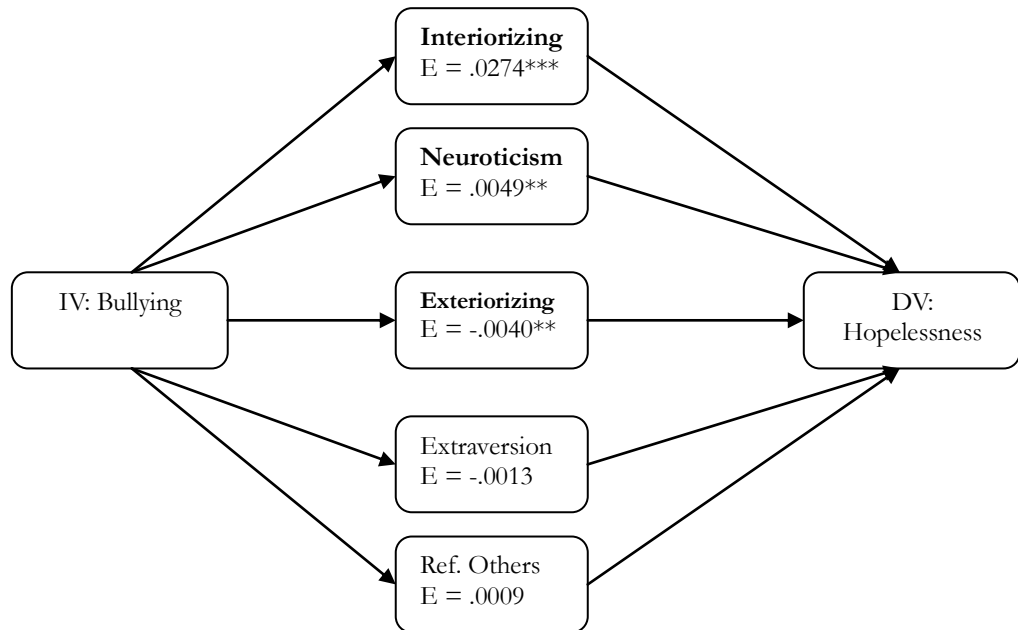 Interiorizing
E = .0274***
Neuroticism
E = .0049**
IV: Bullying
Exteriorizing
E = -.0040**
DV:
Hopelessness
Extraversion
E = -.0013
Ref. Others
E = .0009